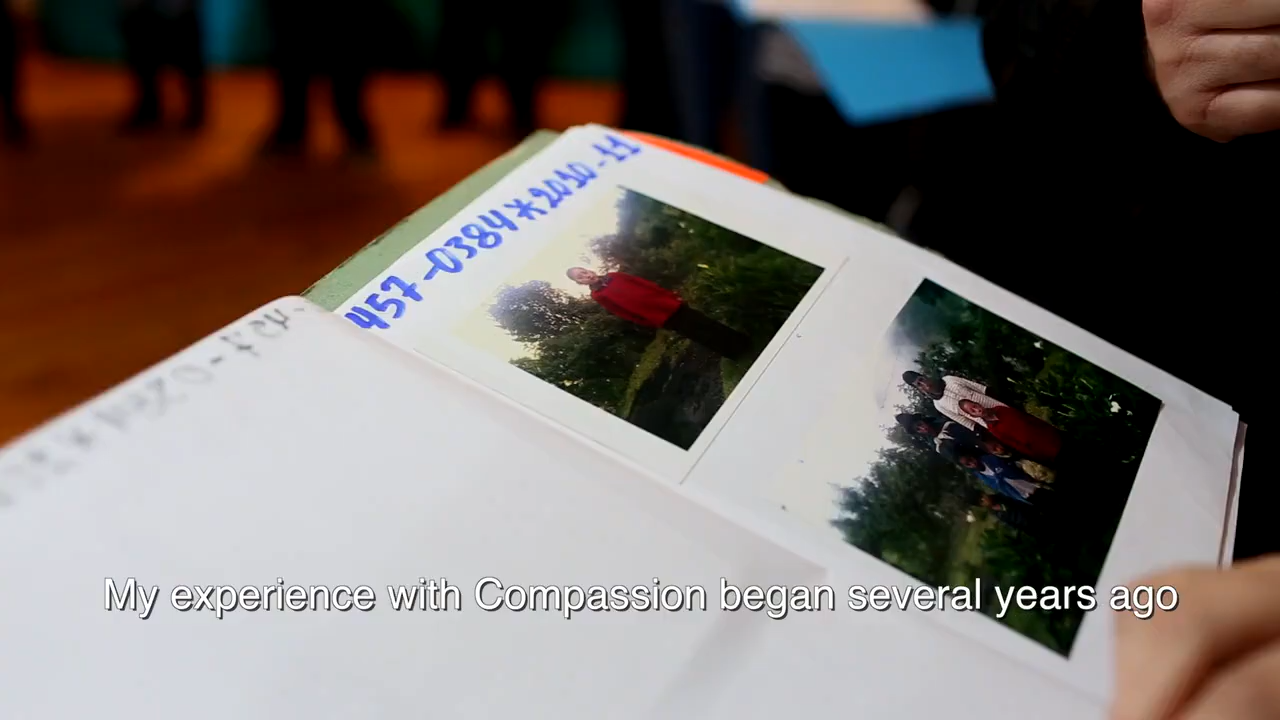 457-0384*2010-11
My experience with Compassion began several years ago